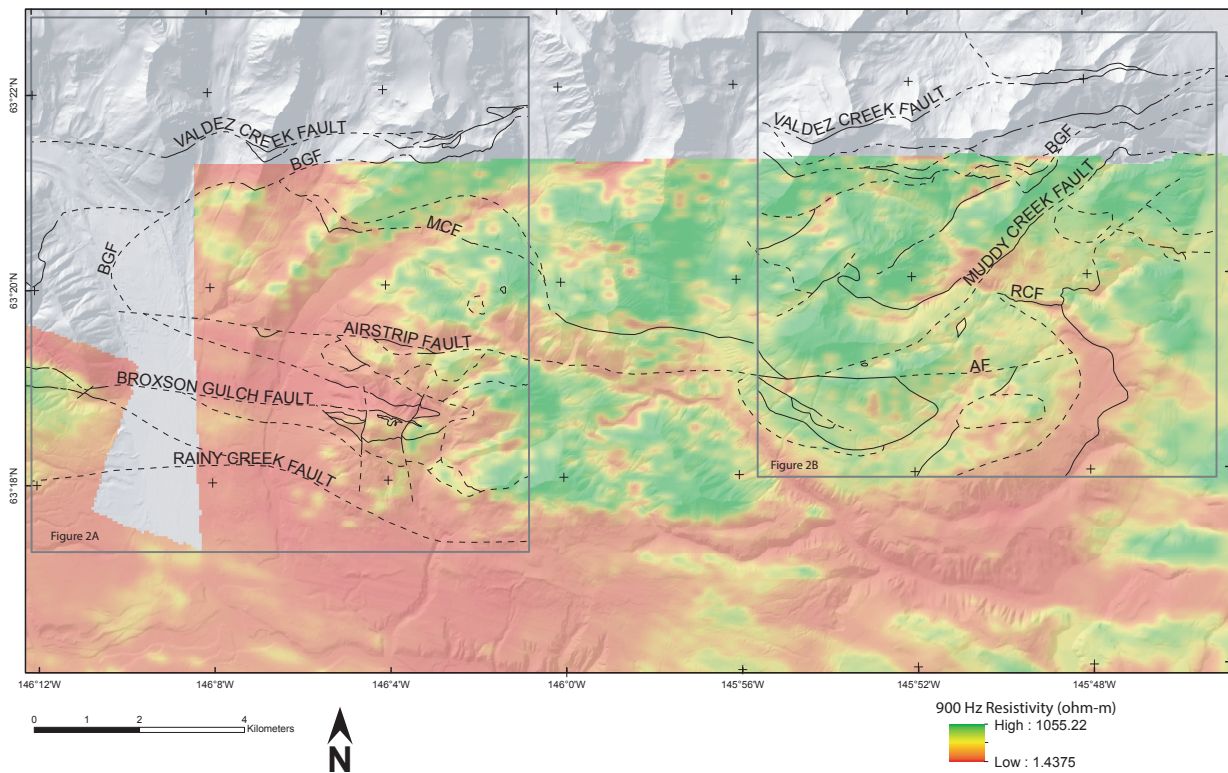 63°22'N
63°20'N
63°18'N
VALDEZ CREEK FAULT
BGF
MCF
BGF
AIRSTRIP FAULT
BROXSON GULCH FAULT
RAINY CREEK FAULT
Figure 2A
VALDEZ CREEK FAULT
BGF
MUDDY CREEK FAULT
RCF
AF
Figure 2B
146°12'W
146°8'W
146°4'W
146°0'W
145°56'W
145°52'W
145°48'W
0 1 2 4
Kilometers
N
900 Hz Resistivity (ohm-m)
High : 1055.22
Low : 1.4375